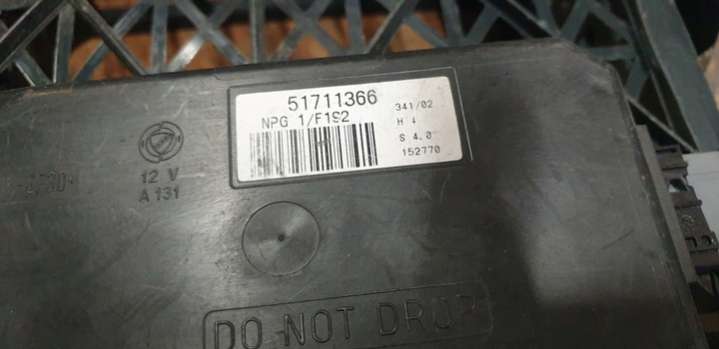 51711366
NPG 1/F192
341/02
H 4
S 4.0
152770
12 V
A 131
DO NOT DROP